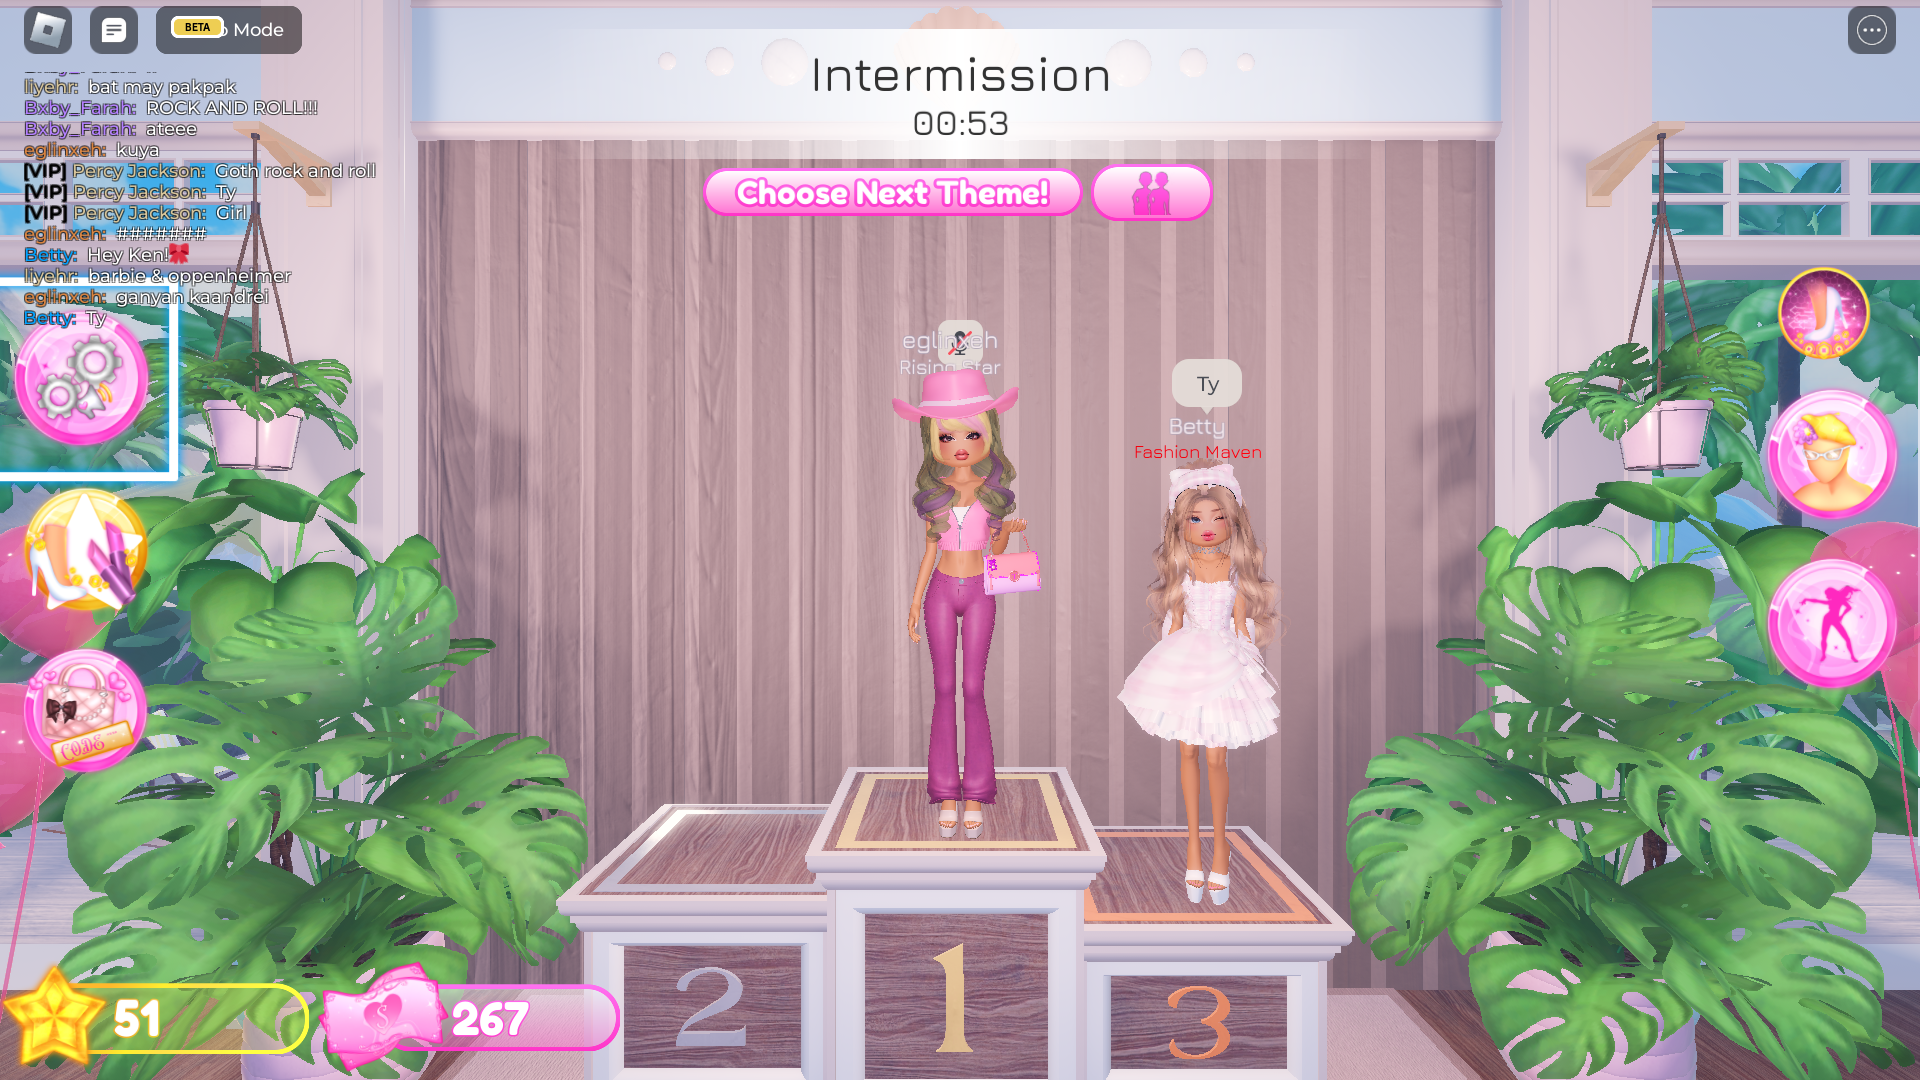 BETA Mode
Intermission
00:53
Choose Next Theme!
liyehr: bat may pakpak
Bxby_Farah: ROCK AND ROLL!!!
Bxby_Farah: ateee
eglinxeh: kuya
[VIP] Percy Jackson: Goth rock and roll
[VIP] Percy Jackson: Ty
[VIP] Percy Jackson: Girl
eglinxeh: #######
Betty: Hey Ken!🎀
liyehr: barbie & oppenheimer
eglinxeh: ganyan kaandrei
Betty: Ty
eglinxeh
Rising Star
Ty
Betty
Fashion Maven
CODE
51
267
2
1
3